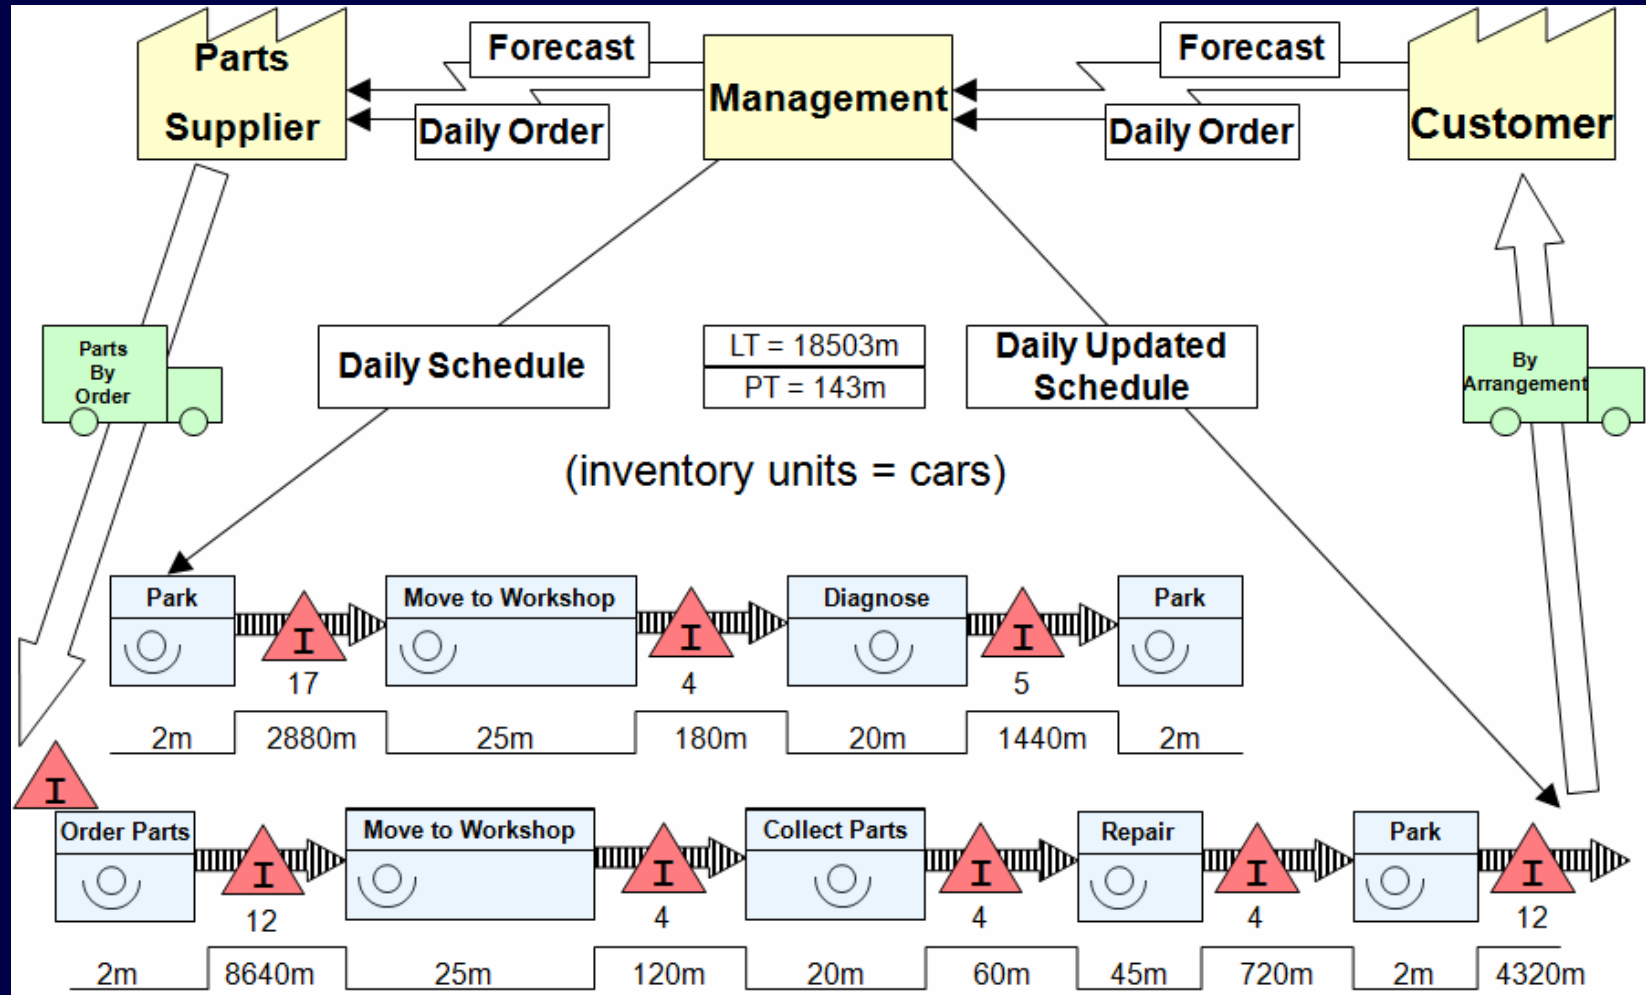 Parts
Supplier
Forecast
Daily Order
Management
Forecast
Daily Order
Customer
Parts
By
Order
Daily Schedule
LT = 18503m
PT = 143m
Daily Updated
Schedule
By
Arrangement
(inventory units = cars)
Park
I
Move to Workshop
I
Diagnose
I
Park
17
4
5
2m
2880m
25m
180m
20m
1440m
2m
I
Order Parts
I
Move to Workshop
I
Collect Parts
I
Repair
I
Park
I
12
4
4
4
12
2m
8640m
25m
120m
20m
60m
45m
720m
2m
4320m